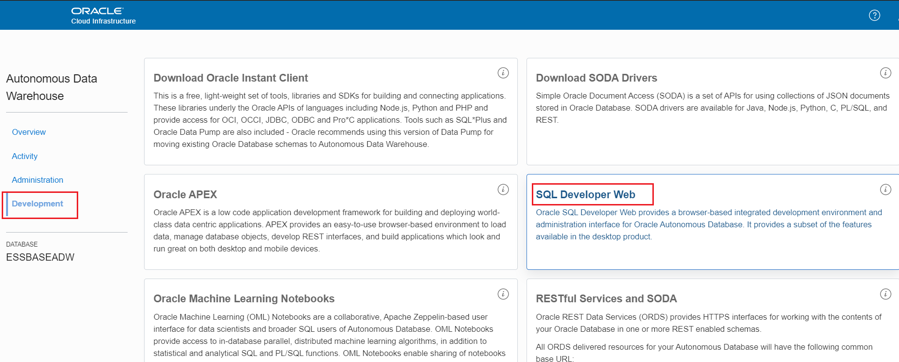 ORACLE
Cloud Infrastructure
Autonomous Data
Warehouse
Overview
Activity
Administration
Development
DATABASE
ESSBASEADW
Download Oracle Instant Client
This is a free, light-weight set of tools, libraries and SDKs for building and connecting applications.
These libraries underly the Oracle APIs of languages including Node.js, Python and PHP and
provide access for OCI, OCCI, JDBC, ODBC and Pro*C applications. Tools such as SQL*Plus and
Oracle Data Pump are also included - Oracle recommends using this version of Data Pump for
moving existing Oracle Database schemas to Autonomous Data Warehouse.
Download SODA Drivers
Simple Oracle Document Access (SODA) is a set of APIs for using collections of JSON documents
stored in Oracle Database. SODA drivers are available for Java, Node js, Python, C, PL/SQL, and
REST.
Oracle APEX
Oracle APEX is a low code application development framework for building and deploying world-
class data centric applications. APEX provides an easy-to-use browser-based environment to load
data, manage database objects, develop REST interfaces, and build applications which look and
run great on both desktop and mobile devices.
SQL Developer Web
Oracle SQL Developer Web provides a browser-based integrated development environment and
administration interface for Oracle Autonomous Database. It provides a subset of the features
available in the desktop product.
Oracle Machine Learning Notebooks
Oracle Machine Learning (OML) Notebooks are a collaborative, Apache Zeppelin-based user
interface for data scientists and broader SQL users of Autonomous Database. OML Notebooks
provide access to in-database parallel, distributed machine learning algorithms, in addition to
statistical and analytical SQL and PL/SQL functions. OML Notebooks enable sharing of notebooks
RESTful Services and SODA
Oracle REST Data Services (ORDS) provides HTTPS interfaces for working with the contents of
your Oracle Database in one or more REST enabled schemas.
All ORDS delivered resources for your Autonomous Database will have the following common
base URL: